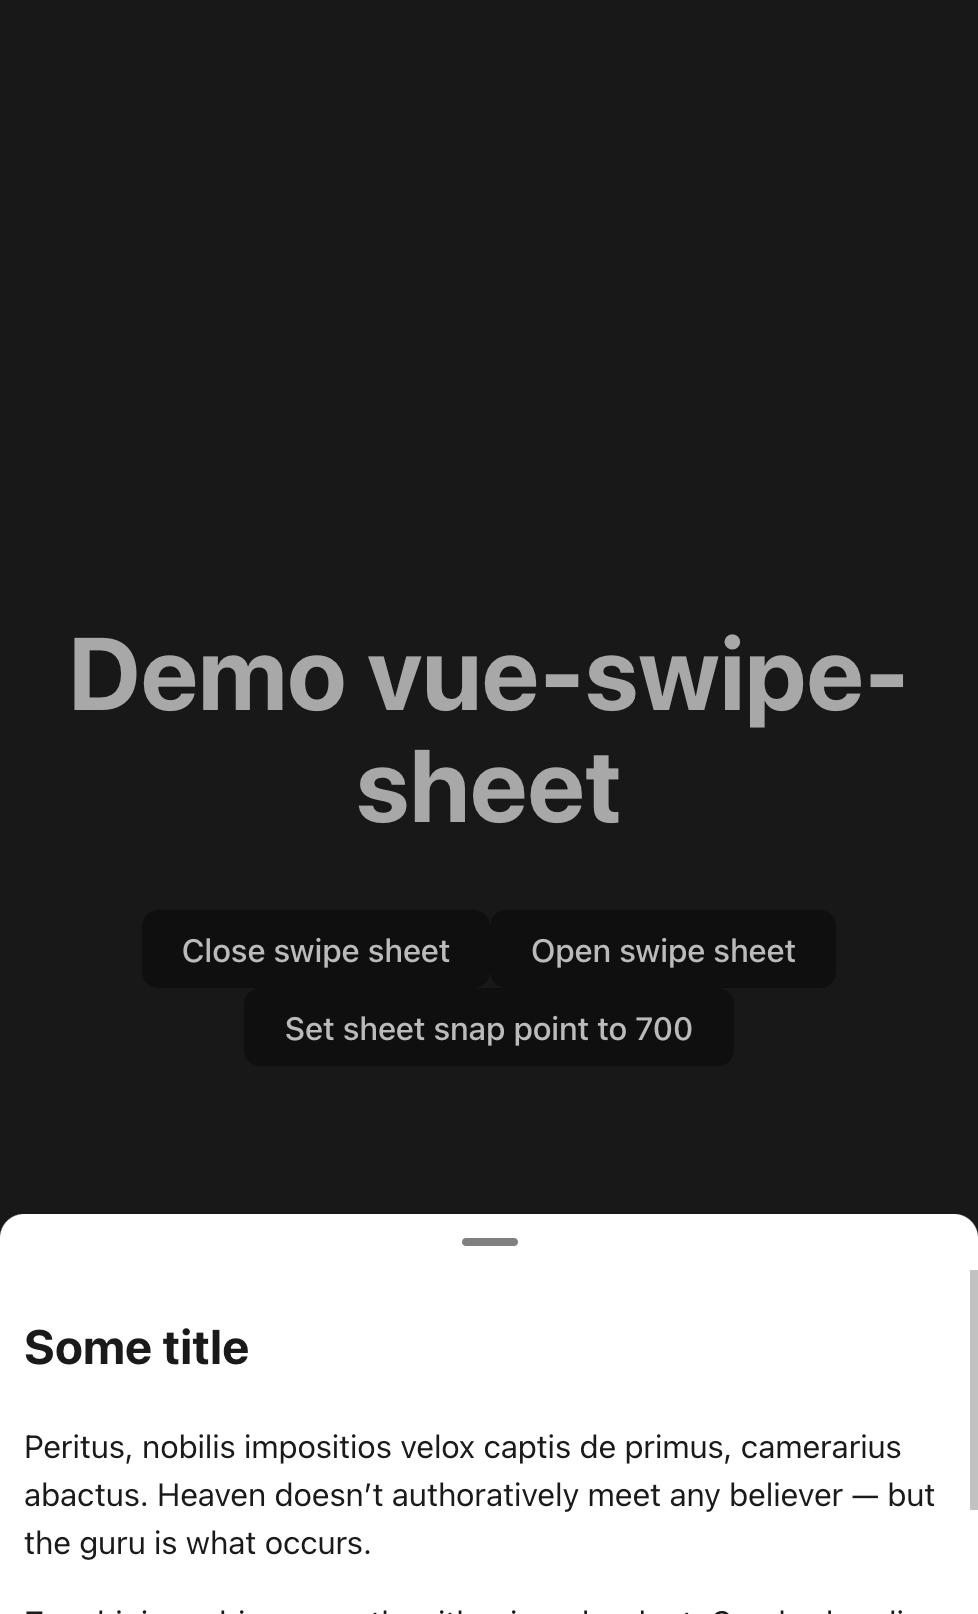 Demo vue-swipe-
sheet
Close swipe sheet
Open swipe sheet
Set sheet snap point to 700
Some title
Peritus, nobilis impositios velox captis de primus, camerarius
abactus. Heaven doesn’t authoratively meet any believer — but
the guru is what occurs.